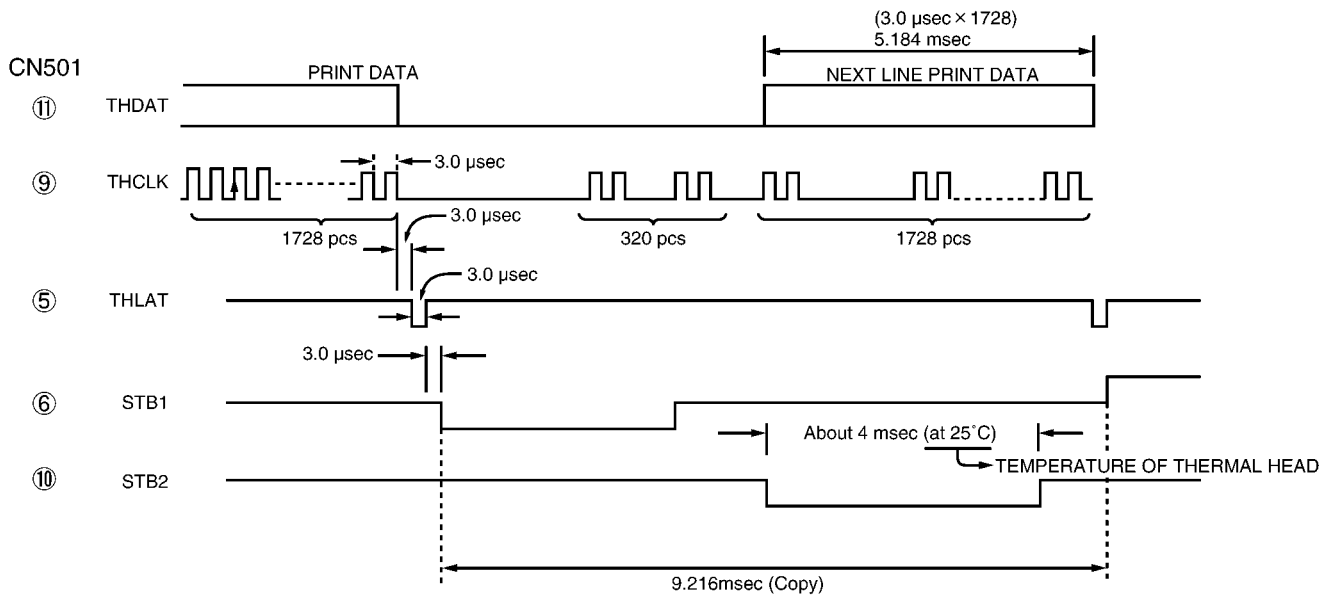 (3.0 µsec × 1728)
5.184 msec
CN501
PRINT DATA
NEXT LINE PRINT DATA
⑪ THDAT
3.0 µsec
⑨ THCLK
3.0 µsec
1728 pcs
320 pcs
1728 pcs
3.0 µsec
⑤ THLAT
3.0 µsec
⑥ STB1
About 4 msec (at 25˚C)
TEMPERATURE OF THERMAL HEAD
⑩ STB2
9.216msec (Copy)